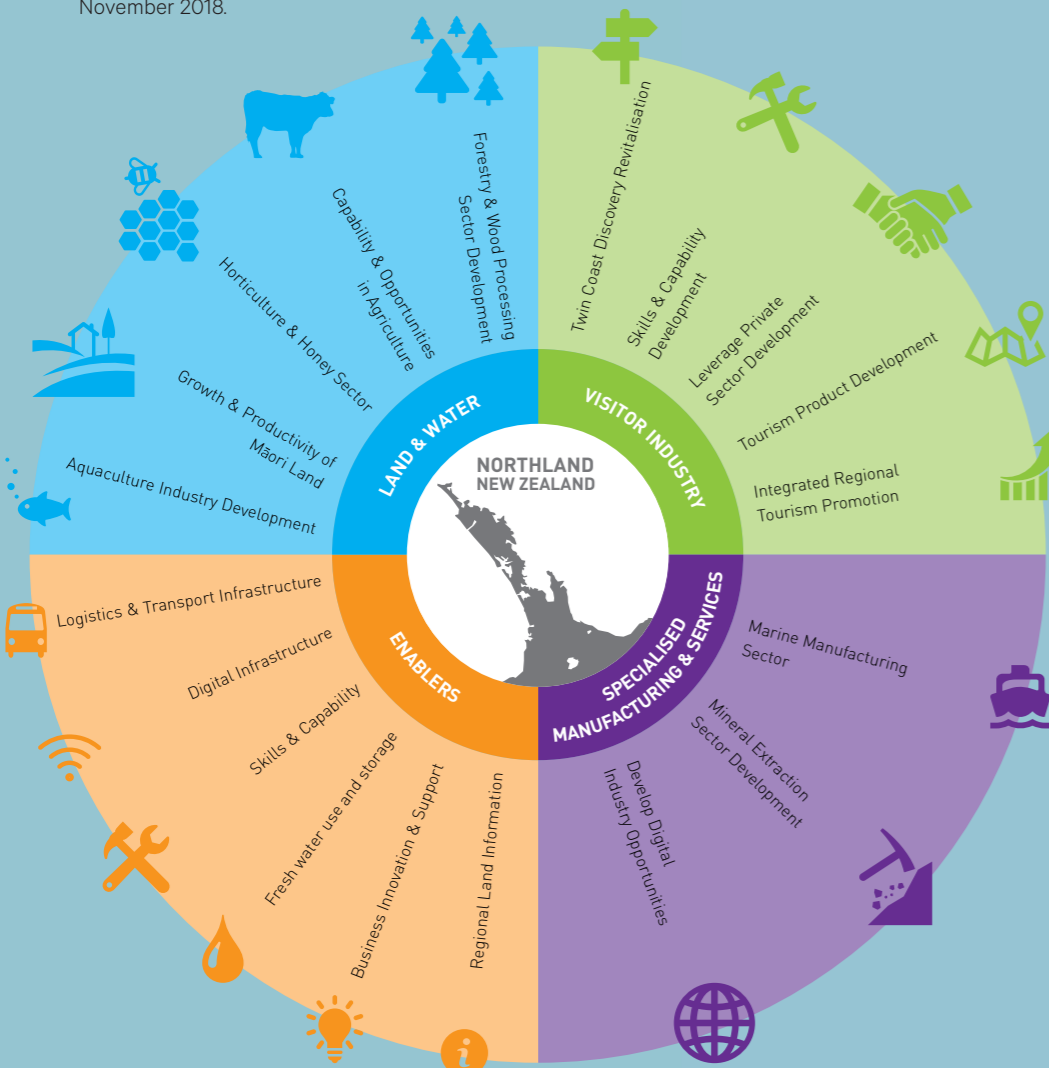 November 2018.
NORTHLAND
NEW ZEALAND
LAND & WATER
Forestry & Wood Processing
Sector Development
Capability & Opportunities
in Agriculture
Horticulture & Honey Sector
Growth & Productivity of
Māori Land
Aquaculture Industry Development
VISITOR INDUSTRY
Twin Coast Discovery Revitalisation
Skills & Capability
Development
Leverage Private
Sector Development
Tourism Product Development
Integrated Regional
Tourism Promotion
SPECIALISED
MANUFACTURING & SERVICES
Marine Manufacturing
Sector
Mineral Extraction
Sector Development
Develop Digital
Industry Opportunities
ENABLERS
Logistics & Transport Infrastructure
Digital Infrastructure
Skills & Capability
Fresh water use and storage
Business Innovation & Support
Regional Land Information
i